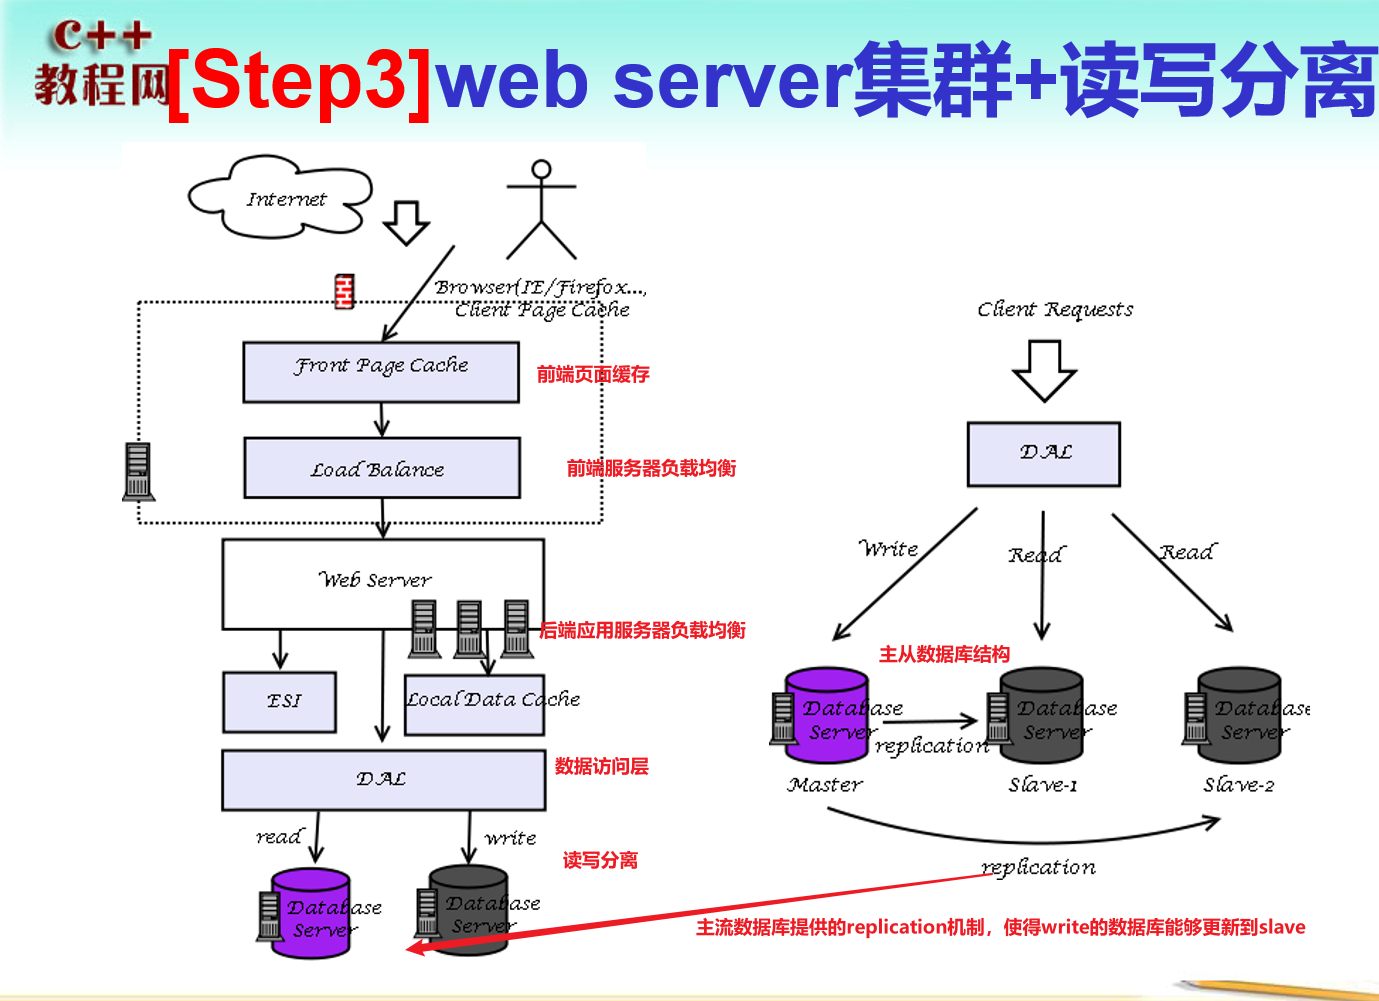 c++
教程网
[Step3]web server集群+读写分离
Internet
Browser(IE/Firefox...,
Client Page Cache
Front Page Cache
前端页面缓存
Load Balance
前端服务器负载均衡
Web Server
后端应用服务器负载均衡
ESI
Local Data Cache
DAL
数据访问层
read
write
读写分离
Database
Server
Database
Server
Client Requests
DAL
Write
Read
Read
主从数据库结构
Database
Server
replication
Database
Server
Database
Server
Master
Slave-1
Slave-2
replication
主流数据库提供的replication机制，使得write的数据库能够更新到slave